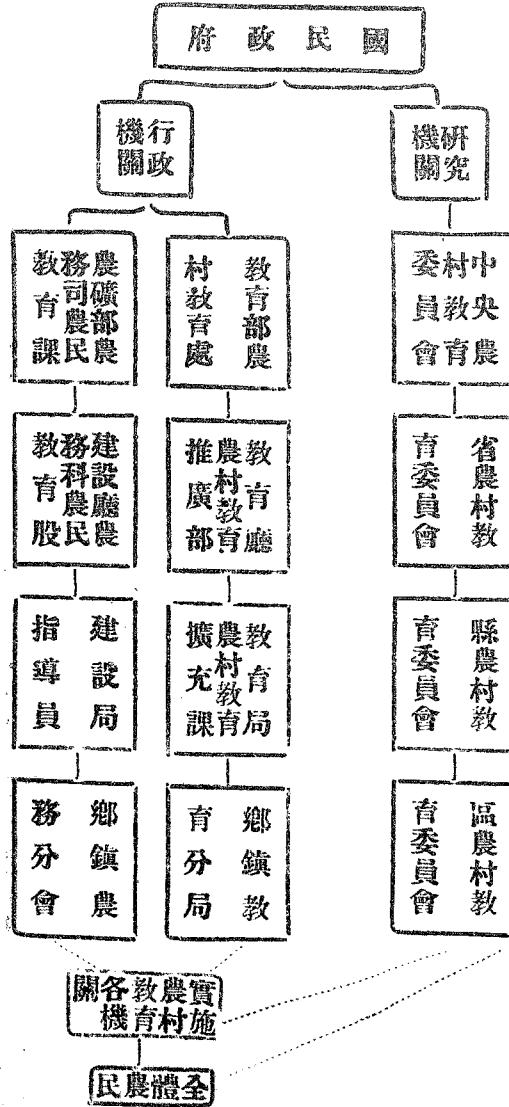 國民政府
研究
機關
行政
機關
中央農
村教育
委員會
教育部農
村教育處
農礦部農
務司農民
教育課
省農村教
育委員會
教育廳
農村教育
推廣部
建設廳農
務科農民
教育股
縣農村教
育委員會
教育局
農村教育
擴充課
建設局
指導員
區農村教
育委員會
鄉鎮教
育分局
鄉鎮農
務分會
實施
農村
教育
各機
關
全體農民